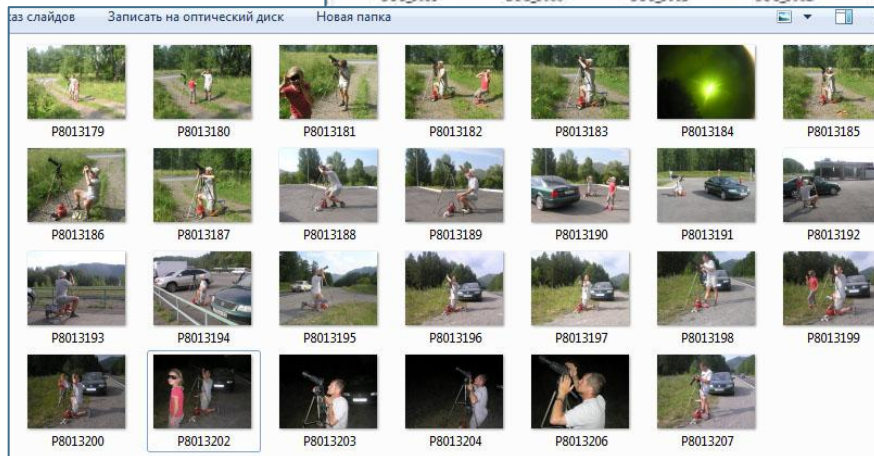 каз слайдов Записать на оптический диск Новая папка
P8013179 P8013180 P8013181 P8013182 P8013183 P8013184 P8013185
P8013186 P8013187 P8013188 P8013189 P8013190 P8013191 P8013192
P8013193 P8013194 P8013195 P8013196 P8013197 P8013198 P8013199
P8013200 P8013202 P8013203 P8013204 P8013206 P8013207